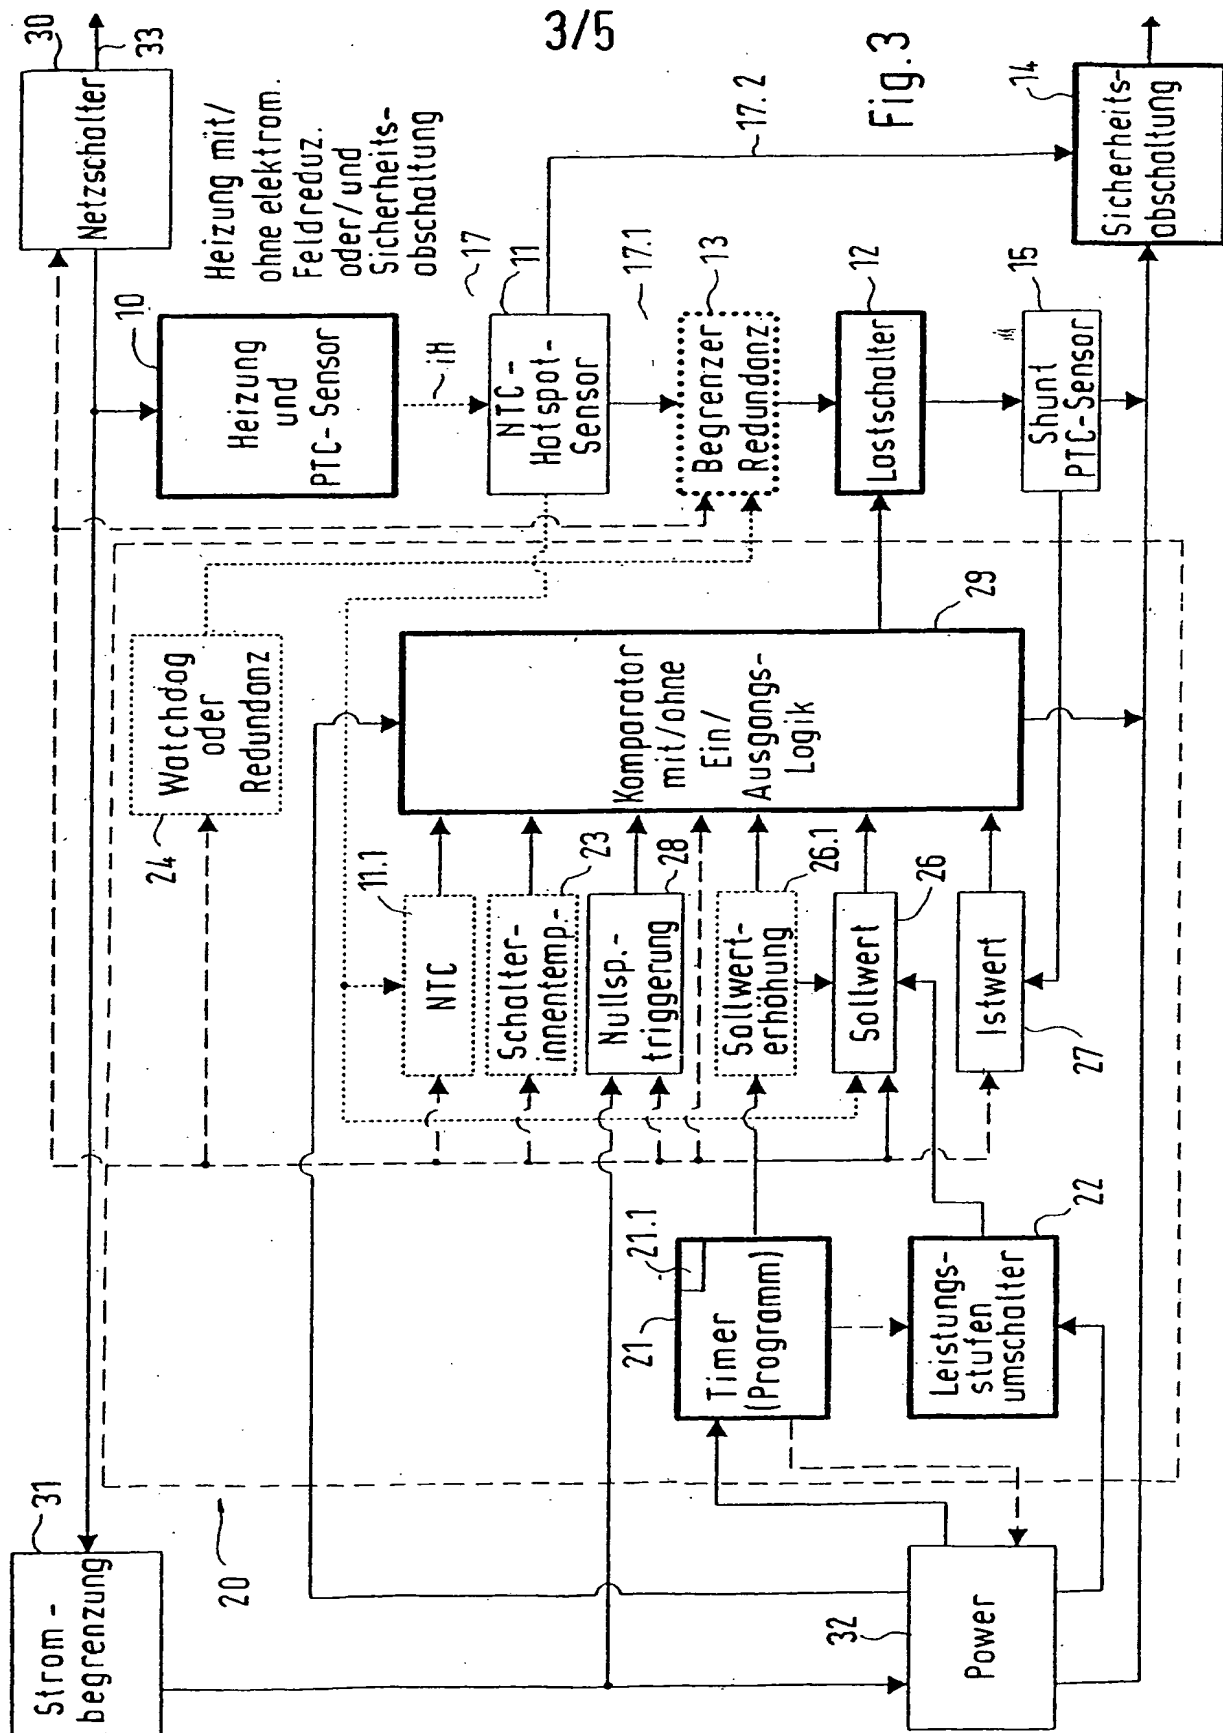 3/5
Fig.3
30
33
Netzschalter
Heizung mit/
ohne elektrom.
Feldreduz.
oder/und
Sicherheits-
abschaltung
10
Heizung
und
PTC-Sensor
iH
17
11
NTC-
Hotspot-
Sensor
17.1
17.2
13
Begrenzer
Redundanz
12
Lastschalter
15
Shunt
PTC-Sensor
14
Sicherheits-
abschaltung
24
Watchdog
oder
Redundanz
29
Komparator
mit/ohne
Ein/
Ausgangs-
Logik
11.1
NTC
23
Schalter-
innentemp.-
28
Nullsp.-
triggerung
26.1
Sollwert-
erhöhung
26
Sollwert
27
Istwert
21
21.1
Timer
(Programm)
22
Leistungs-
stufen
umschalter
31
Strom-
begrenzung
20
32
Power